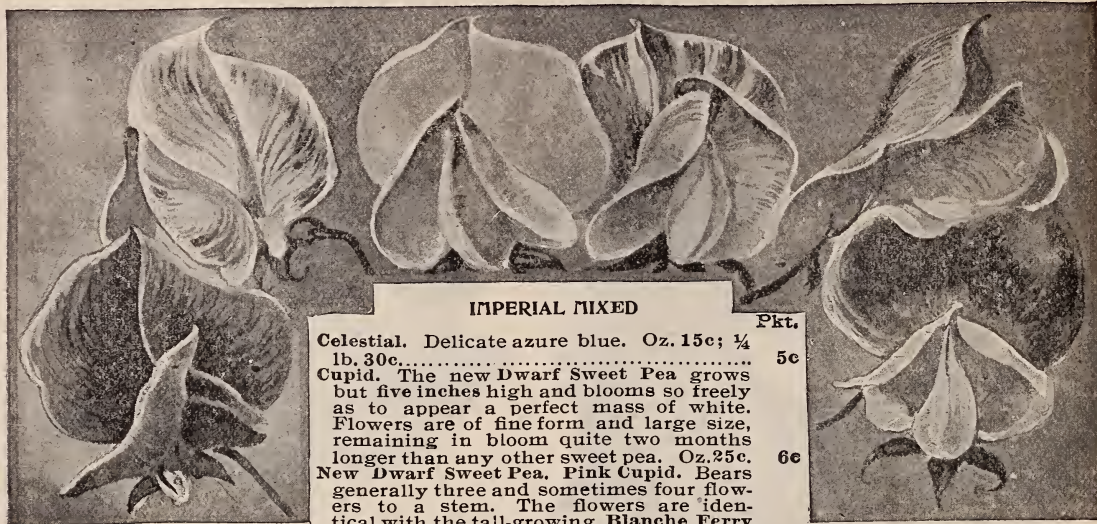 IMPERIAL MIXED
Pkt.
Celestial. Delicate azure blue. Oz. 15c; ¼
lb. 30c.............................................. 5c
Cupid. The new Dwarf Sweet Pea grows
but five inches high and blooms so freely
as to appear a perfect mass of white.
Flowers are of fine form and large size,
remaining in bloom quite two months
longer than any other sweet pea. Oz. 25c. 6c
New Dwarf Sweet Pea, Pink Cupid. Bears
generally three and sometimes four flow-
ers to a stem. The flowers are iden-
tical with the tall-growing Blanche Ferry